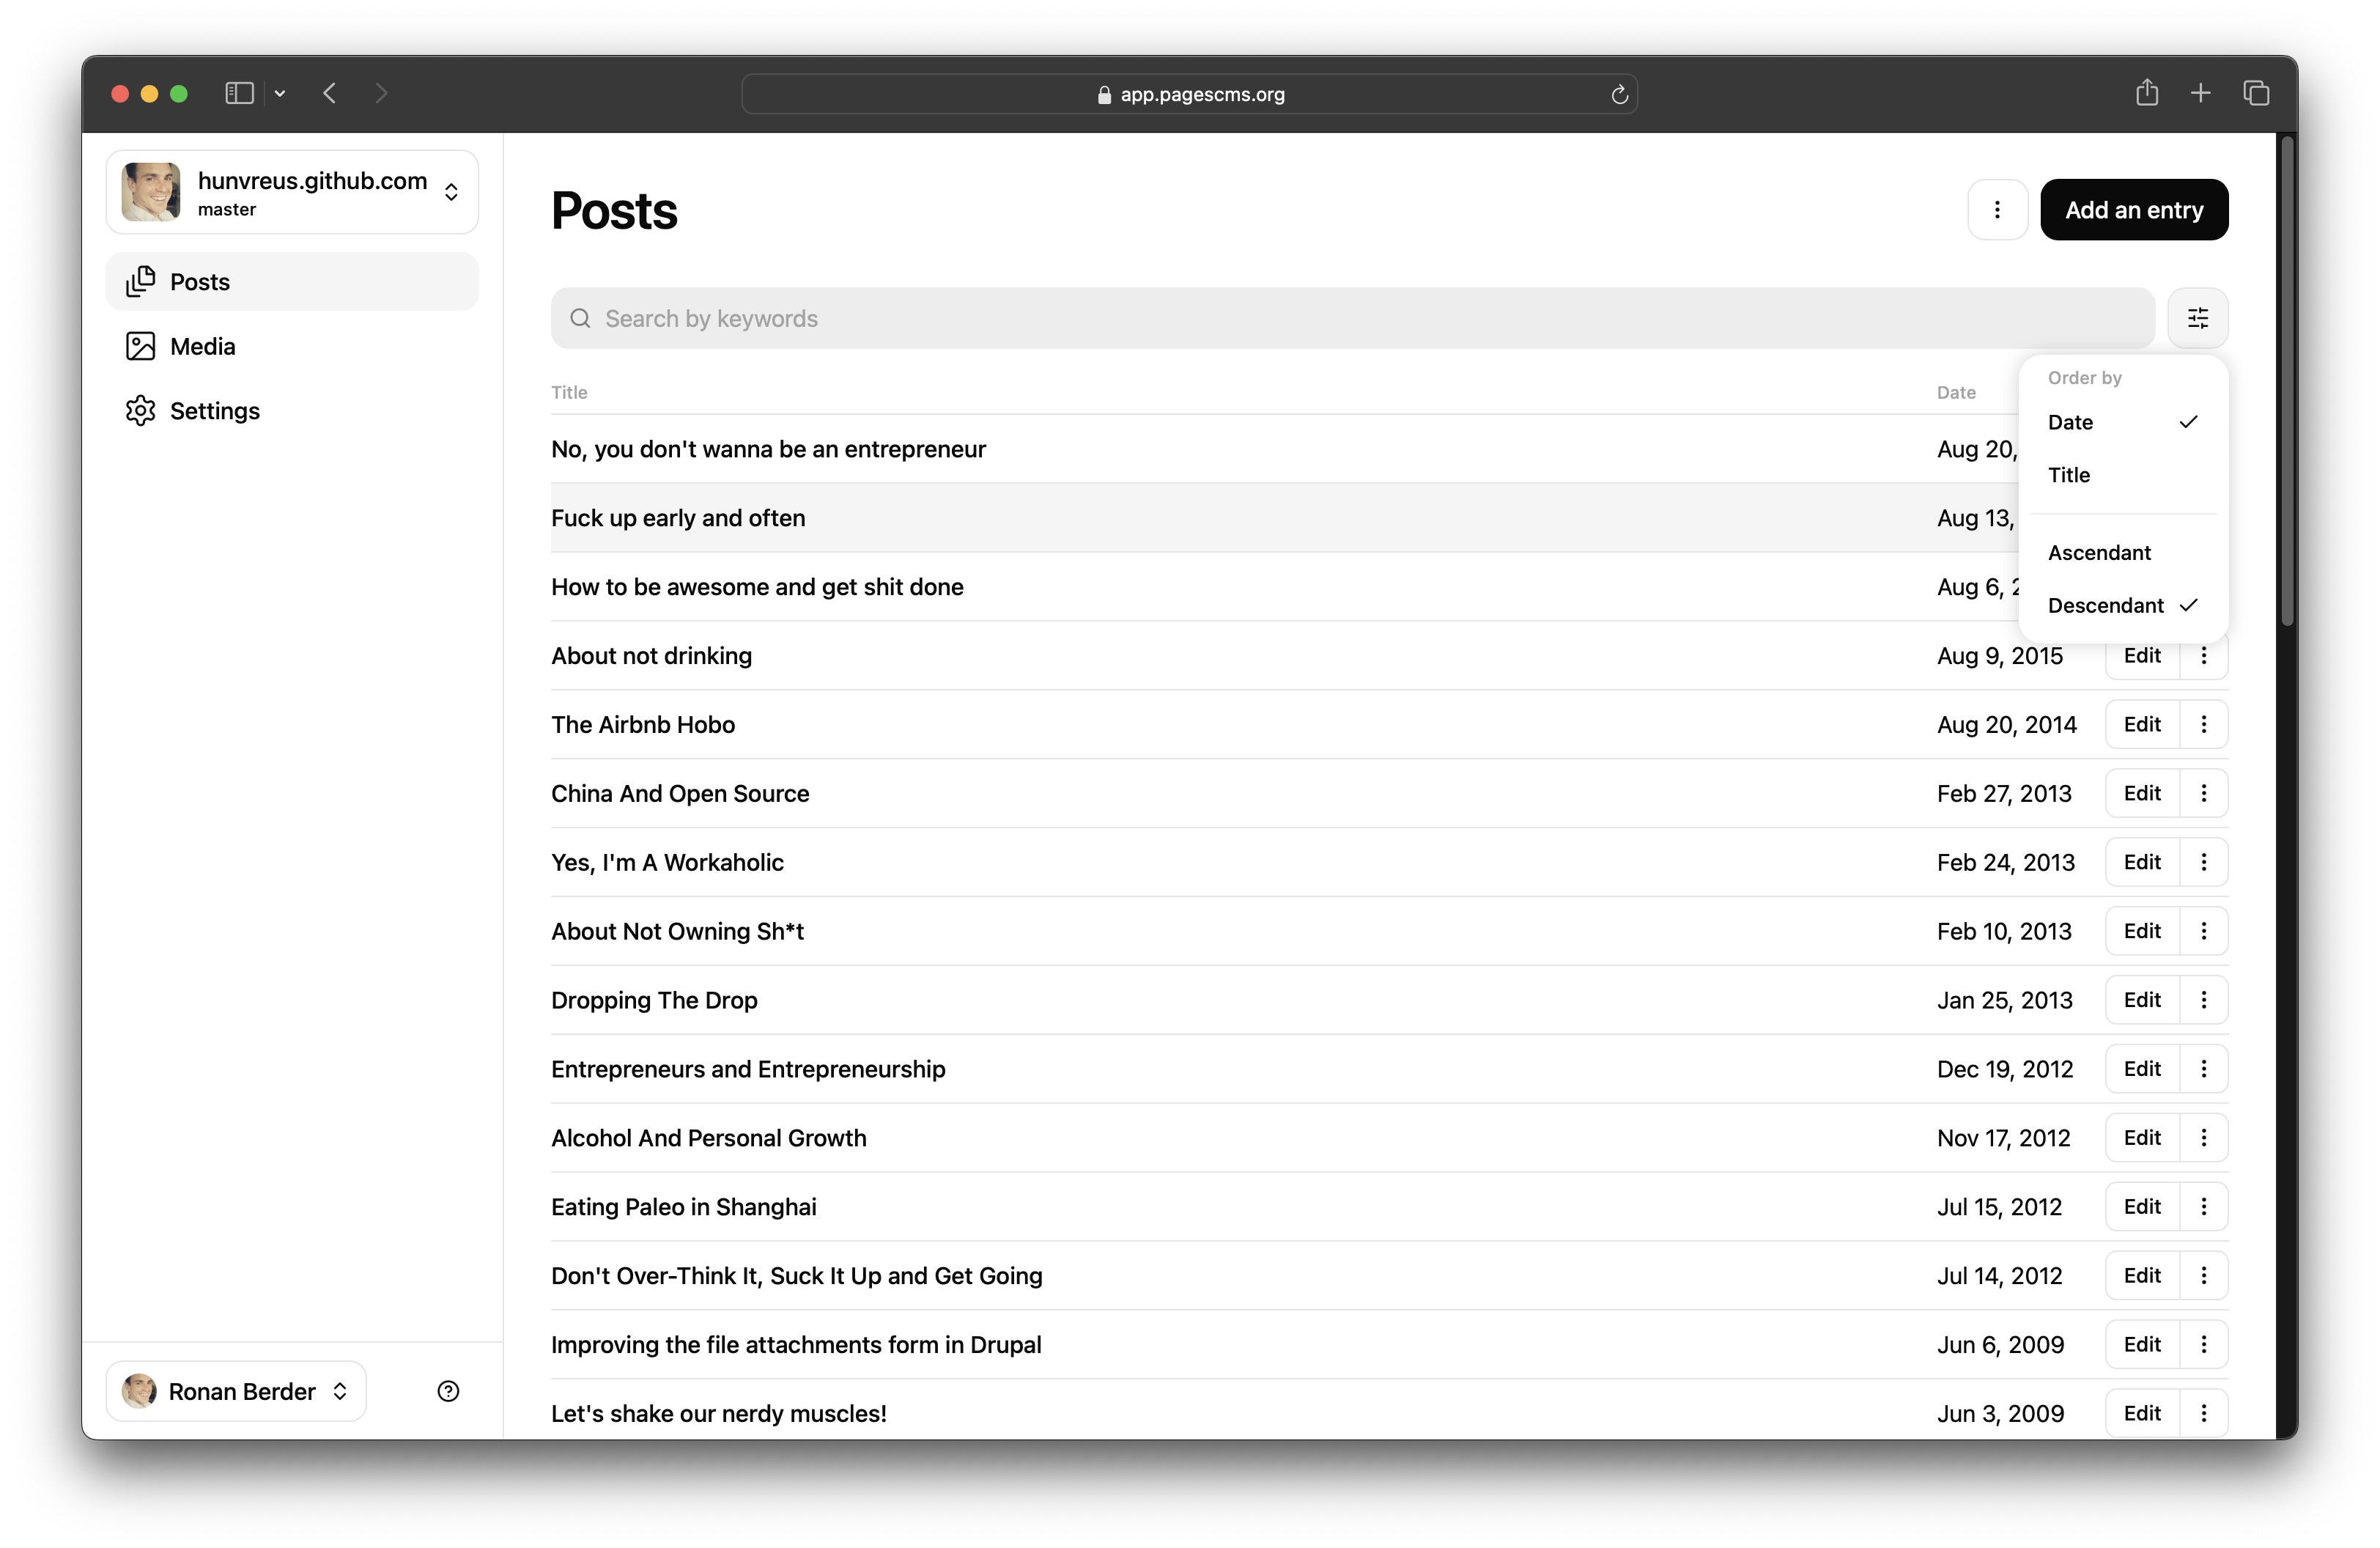 app.pagescms.org
hunvreus.github.com
master
Posts
Media
Settings
Ronan Berder
Posts
Add an entry
Search by keywords
Title Date
Order by
Date
Title
Ascendant
Descendant
No, you don't wanna be an entrepreneur Aug 20,
Fuck up early and often Aug 13,
How to be awesome and get shit done Aug 6,
About not drinking Aug 9, 2015 Edit
The Airbnb Hobo Aug 20, 2014 Edit
China And Open Source Feb 27, 2013 Edit
Yes, I'm A Workaholic Feb 24, 2013 Edit
About Not Owning Sh*t Feb 10, 2013 Edit
Dropping The Drop Jan 25, 2013 Edit
Entrepreneurs and Entrepreneurship Dec 19, 2012 Edit
Alcohol And Personal Growth Nov 17, 2012 Edit
Eating Paleo in Shanghai Jul 15, 2012 Edit
Don't Over-Think It, Suck It Up and Get Going Jul 14, 2012 Edit
Improving the file attachments form in Drupal Jun 6, 2009 Edit
Let's shake our nerdy muscles! Jun 3, 2009 Edit